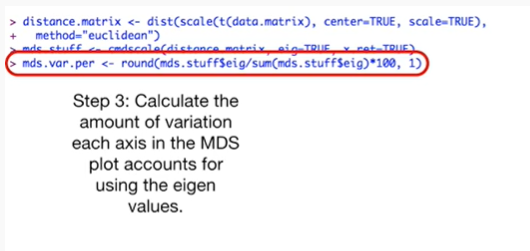 > distance.matrix <- dist(scale(t(data.matrix), center=TRUE, scale=TRUE),
+   method="euclidean")
> mds.stuff <- cmdscale(distance.matrix, eig=TRUE, x.ret=TRUE)
> mds.var.per <- round(mds.stuff$eig/sum(mds.stuff$eig)*100, 1)
Step 3: Calculate the
amount of variation
each axis in the MDS
plot accounts for
using the eigen
values.